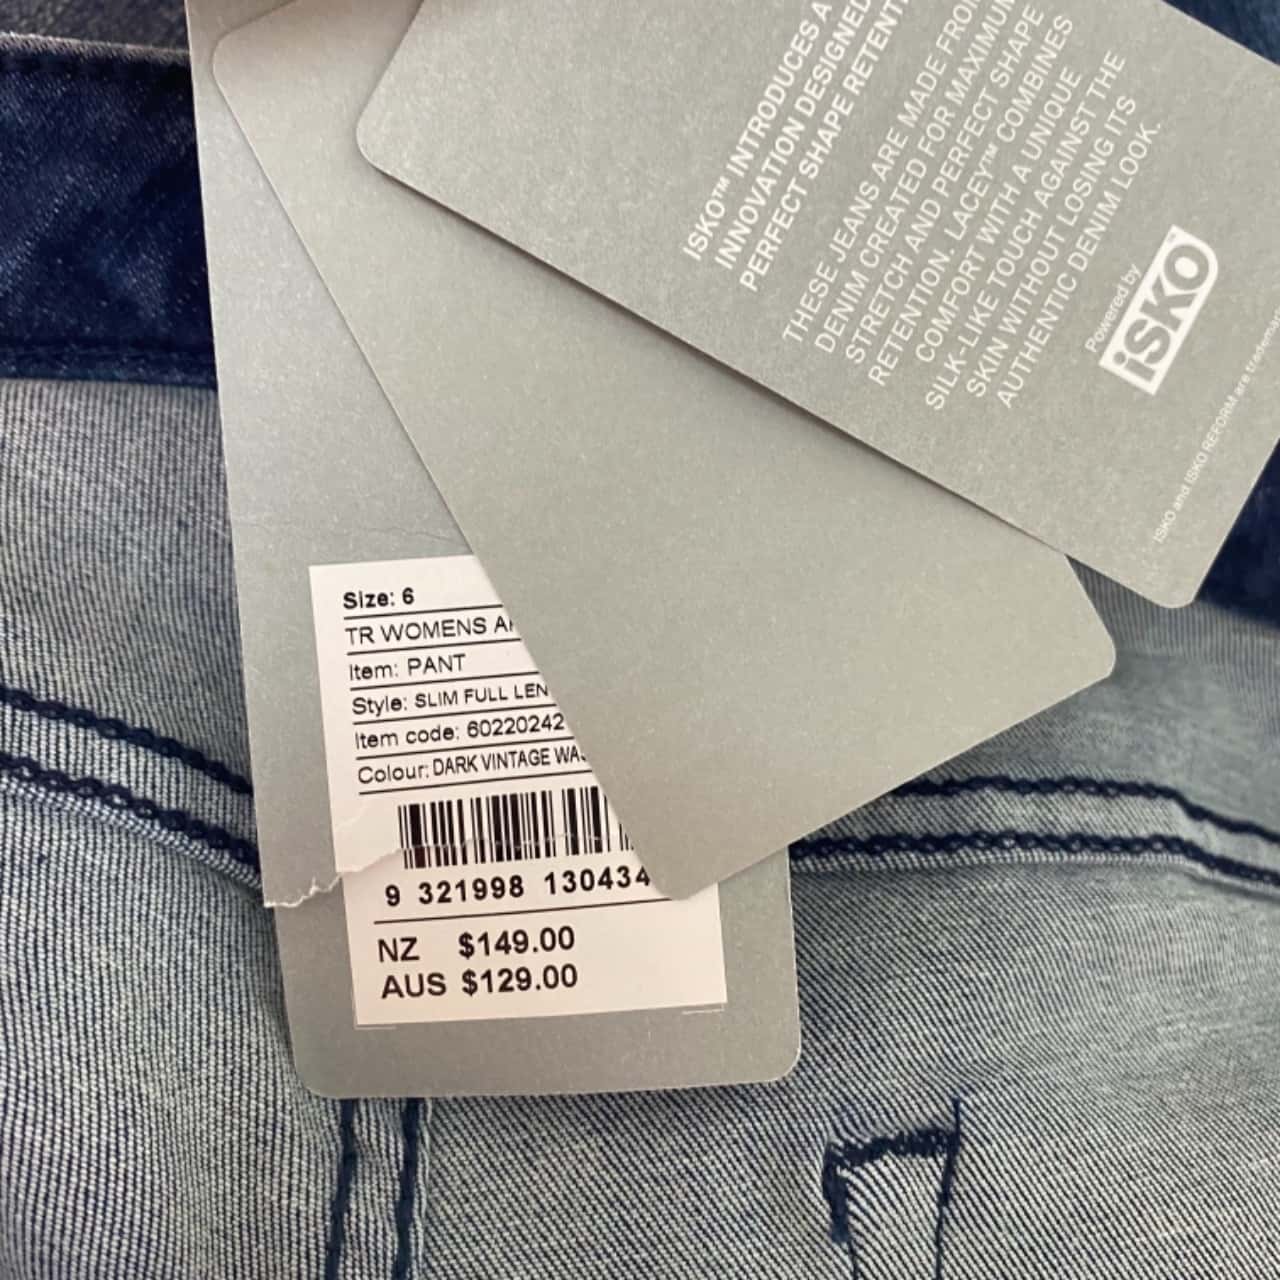 ISKO™ INTRODUCES A
INNOVATION DESIGNED
PERFECT SHAPE RETENT
THESE JEANS ARE MADE FROM
DENIM CREATED FOR MAXIMUM
STRETCH AND PERFECT SHAPE
RETENTION. LACEY™ COMBINES
COMFORT WITH A UNIQUE
SILK-LIKE TOUCH AGAINST THE
SKIN WITHOUT LOSING ITS
AUTHENTIC DENIM LOOK.
Powered by
iSKO™
ISKO and ISKO REFORM are trademar
Size: 6
TR WOMENS
Item: PANT
Style: SLIM FULL LEN
Item code: 60220242
Colour: DARK VINTAGE WAS
9 321998 130434
NZ $149.00
AUS $129.00